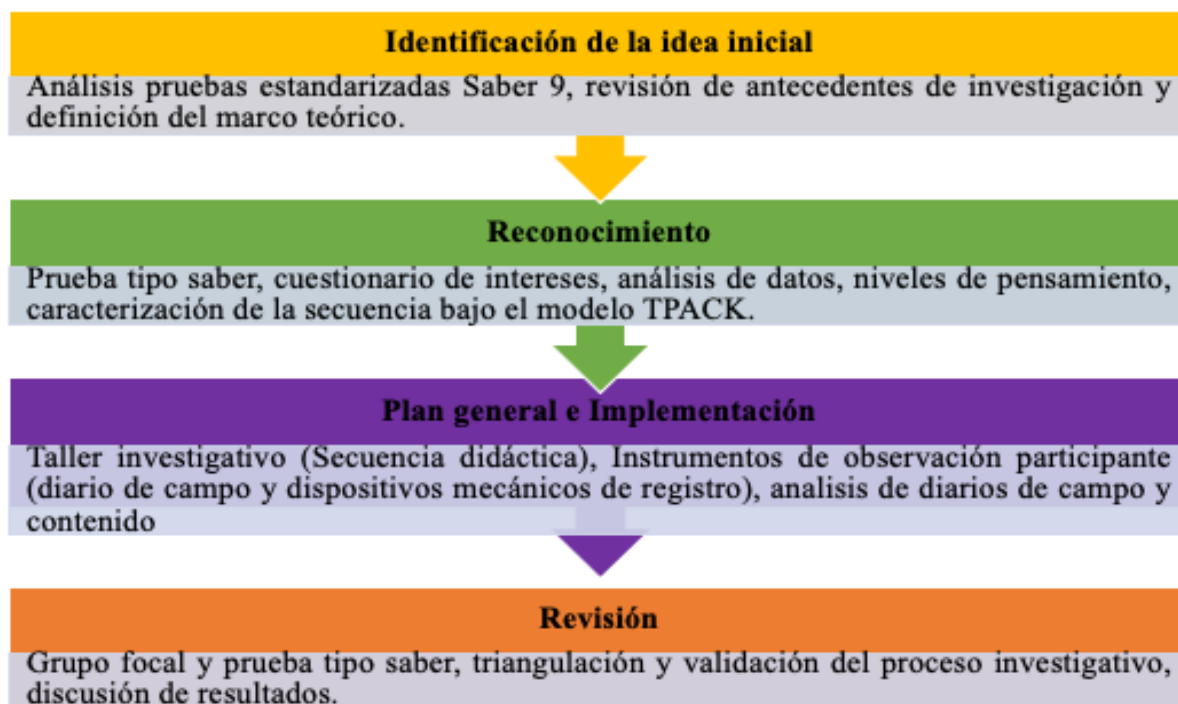 Identificación de la idea inicial
Análisis pruebas estandarizadas Saber 9, revisión de antecedentes de investigación y
definición del marco teórico.
Reconocimiento
Prueba tipo saber, cuestionario de intereses, análisis de datos, niveles de pensamiento,
caracterización de la secuencia bajo el modelo TPACK.
Plan general e Implementación
Taller investigativo (Secuencia didáctica), Instrumentos de observación participante
(diario de campo y dispositivos mecánicos de registro), analisis de diarios de campo y
contenido
Revisión
Grupo focal y prueba tipo saber, triangulación y validación del proceso investigativo,
discusión de resultados.